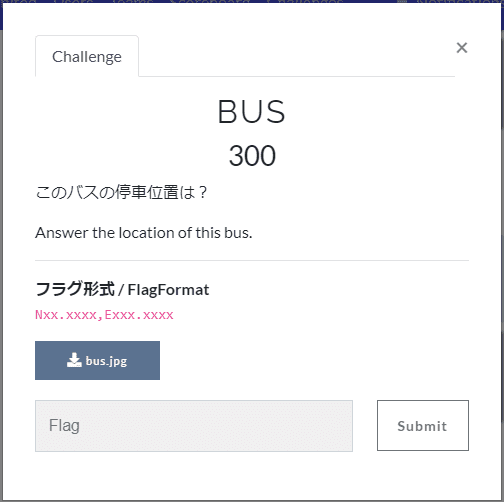 Challenge
×
BUS
300
このバスの停車位置は？
Answer the location of this bus.
フラグ形式 / FlagFormat
Nxx.xxxx,Exxx.xxxx
bus.jpg
Flag
Submit